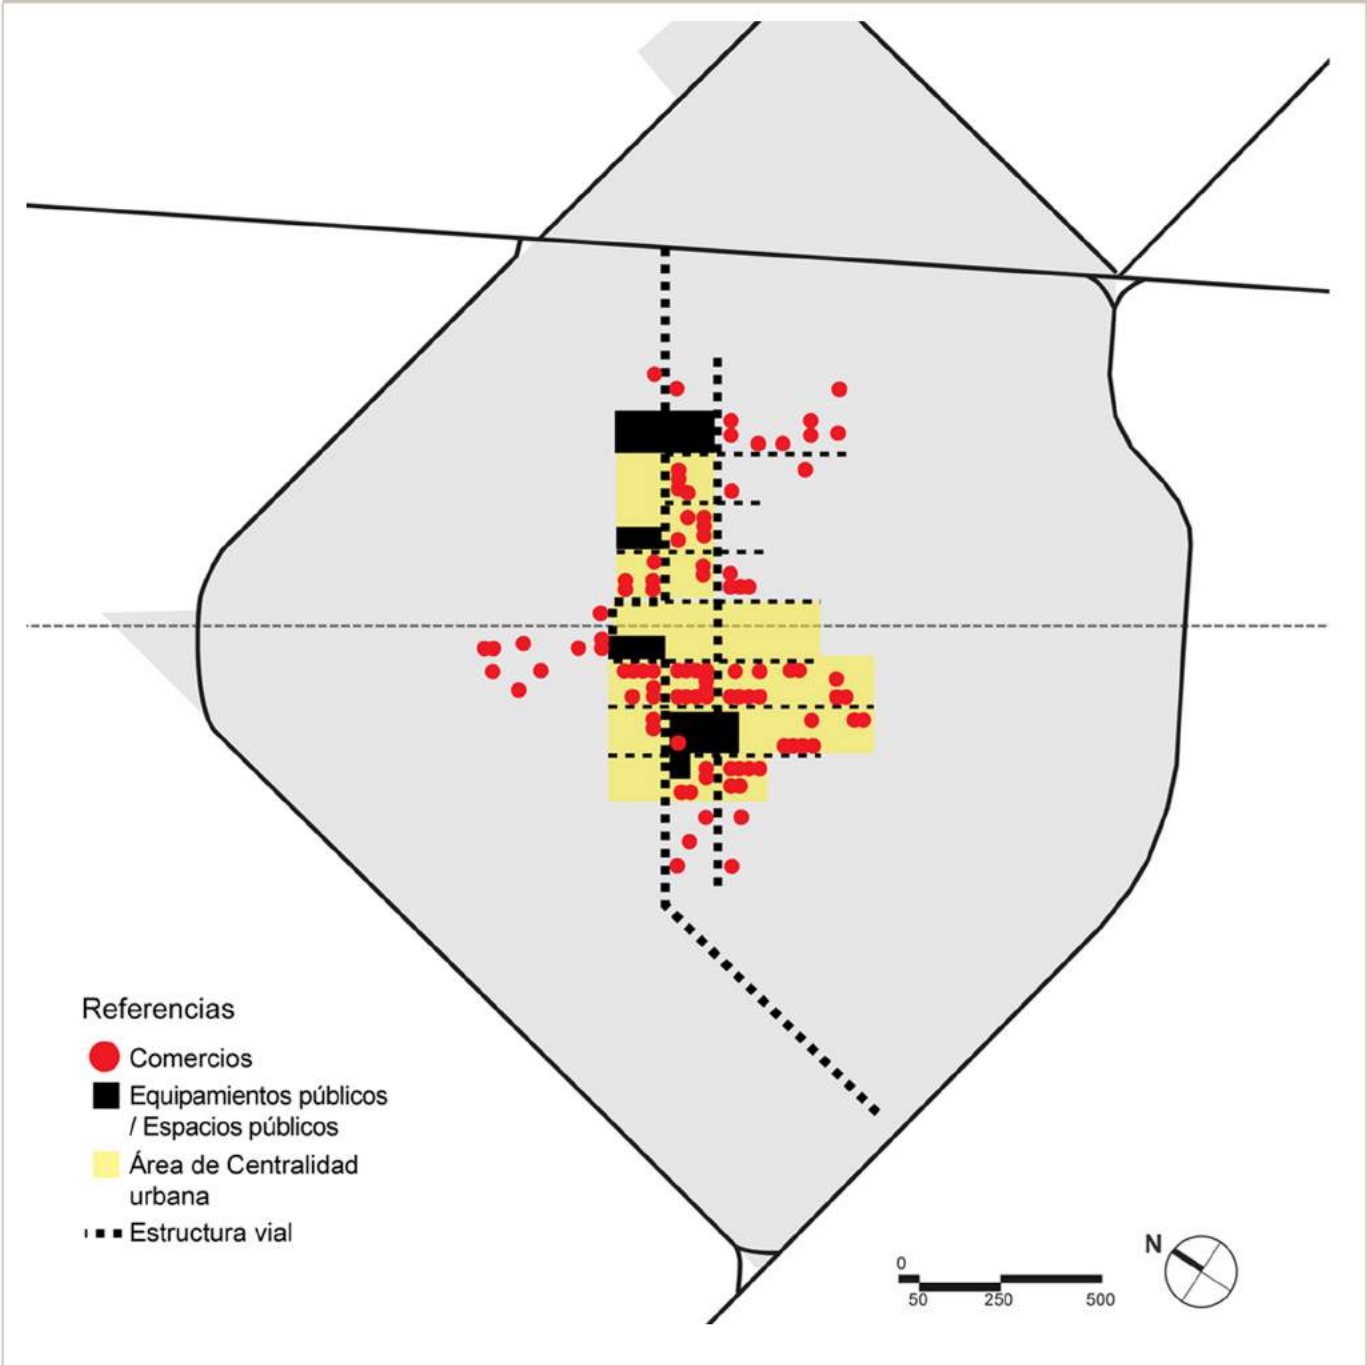 Referencias
Comercios
Equipamientos públicos
/ Espacios públicos
Área de Centralidad
urbana
Estructura vial
N
0
50 250 500